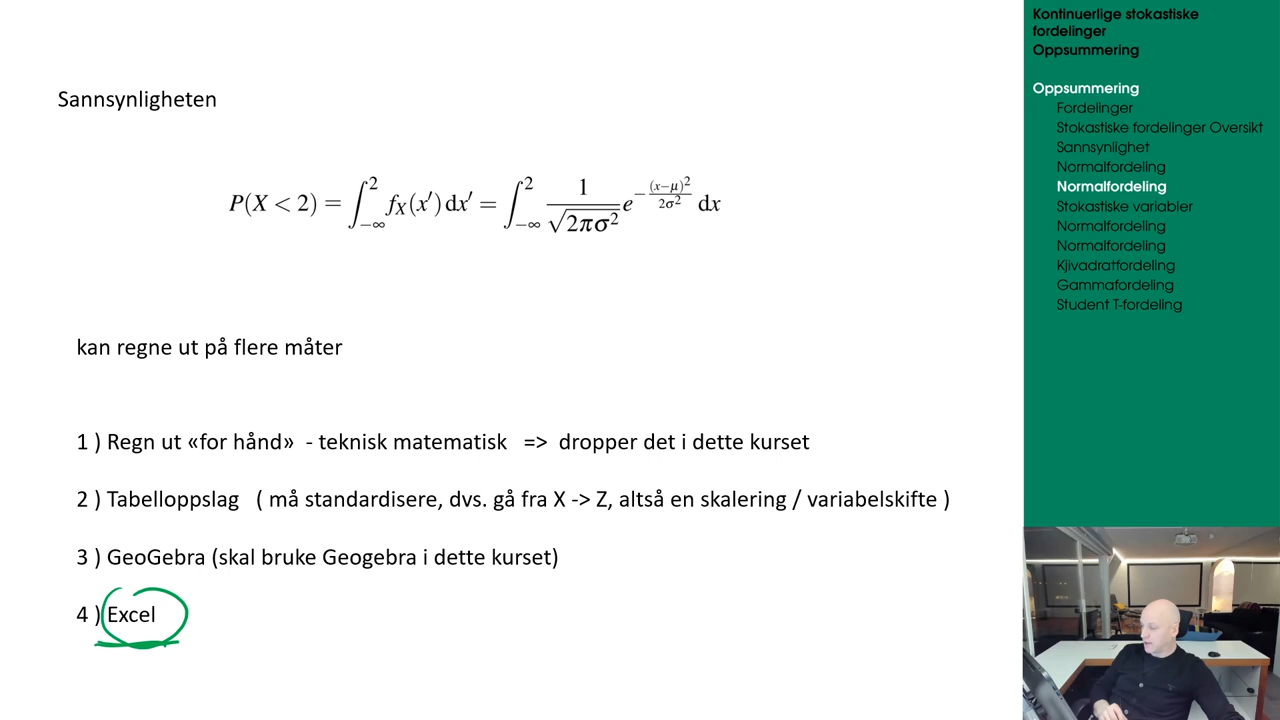 Sannsynligheten
P(X < 2) = ∫_{−∞}^{2} f_X(x′) dx′ = ∫_{−∞}^{2} 1/√(2πσ²) e^{−(x−μ)²/(2σ²)} dx
kan regne ut på flere måter
1 ) Regn ut «for hånd»  - teknisk matematisk  =>  dropper det i dette kurset
2 ) Tabelloppslag  ( må standardisere, dvs. gå fra X -> Z, altså en skalering / variabelskifte )
3 ) GeoGebra (skal bruke Geogebra i dette kurset)
4 ) Excel
Kontinuerlige stokastiske
fordelinger
Oppsummering
Oppsummering
Fordelinger
Stokastiske fordelinger Oversikt
Sannsynlighet
Normalfordeling
Normalfordeling
Stokastiske variabler
Normalfordeling
Normalfordeling
Kjivadratfordeling
Gammafordeling
Student T-fordeling